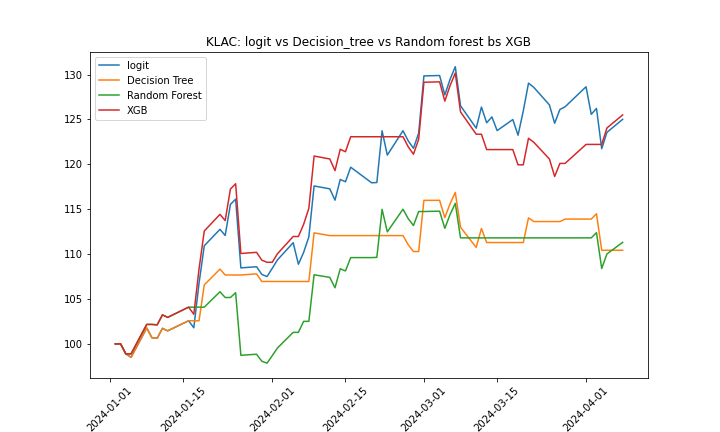 KLAC: logit vs Decision_tree vs Random forest bs XGB
logit
Decision Tree
Random Forest
XGB
130
125
120
115
110
105
100
2024-01-01
2024-01-15
2024-02-01
2024-02-15
2024-03-01
2024-03-15
2024-04-01